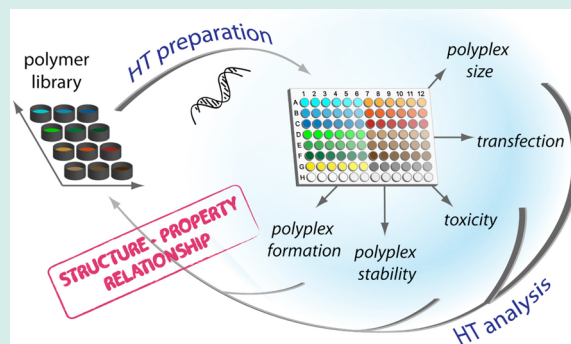 polymer
library
HT preparation
polyplex
size
transfection
toxicity
polyplex
stability
polyplex
formation
1 2 3 4 5 6 7 8 9 10 11 12
A
B
C
D
E
F
G
H
STRUCTURE - PROPERTY
RELATIONSHIP
HT analysis